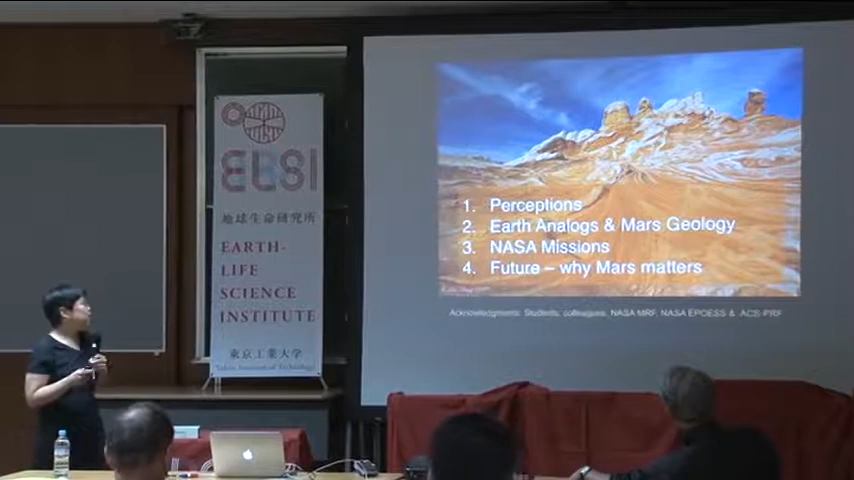 ELSI
地球生命研究所
EARTH-
LIFE
SCIENCE
INSTITUTE
東京工業大学
Tokyo Institute of Technology
1. Perceptions
2. Earth Analogs & Mars Geology
3. NASA Missions
4. Future – why Mars matters
Acknowledgments: Students, colleagues, NASA MRF, NASA EPOESS & ACS-PRF